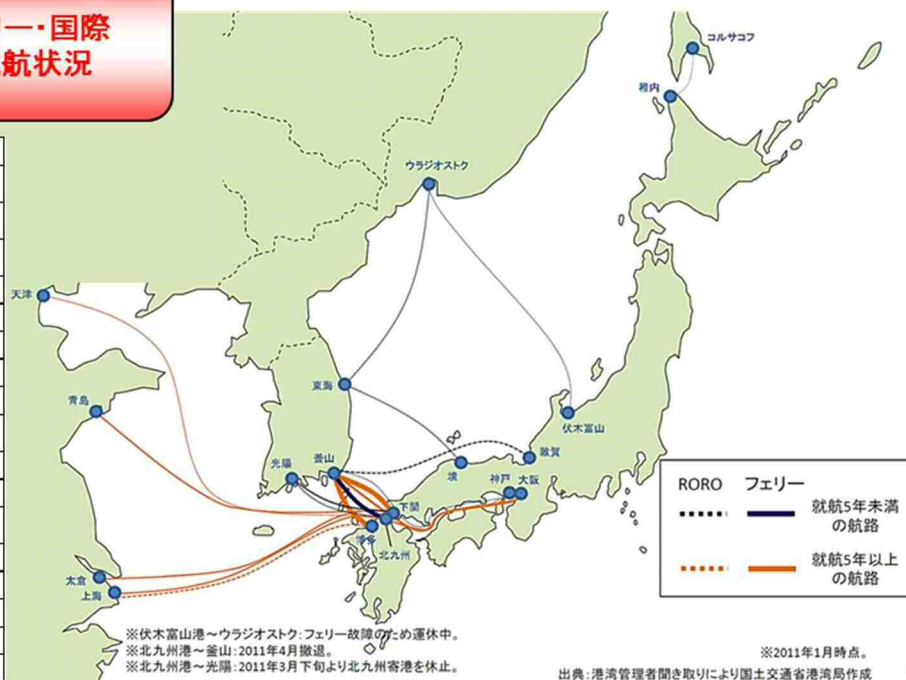 ー・国際
航状況
コルサコフ
稚内
ウラジオストク
天津
東海
青島
伏木富山
敦賀
境
光陽
釜山
神戸
大阪
下関
博多
北九州
太倉
上海
RORO フェリー
就航5年未満
の航路
就航5年以上
の航路
※伏木富山港~ウラジオストク:フェリー故障のため運休中。
※北九州港~釜山:2011年4月撤退。
※北九州港~光陽:2011年3月下旬より北九州寄港を休止。
※2011年1月時点。
出典:港湾管理者聞き取りにより国土交通省港湾局作成